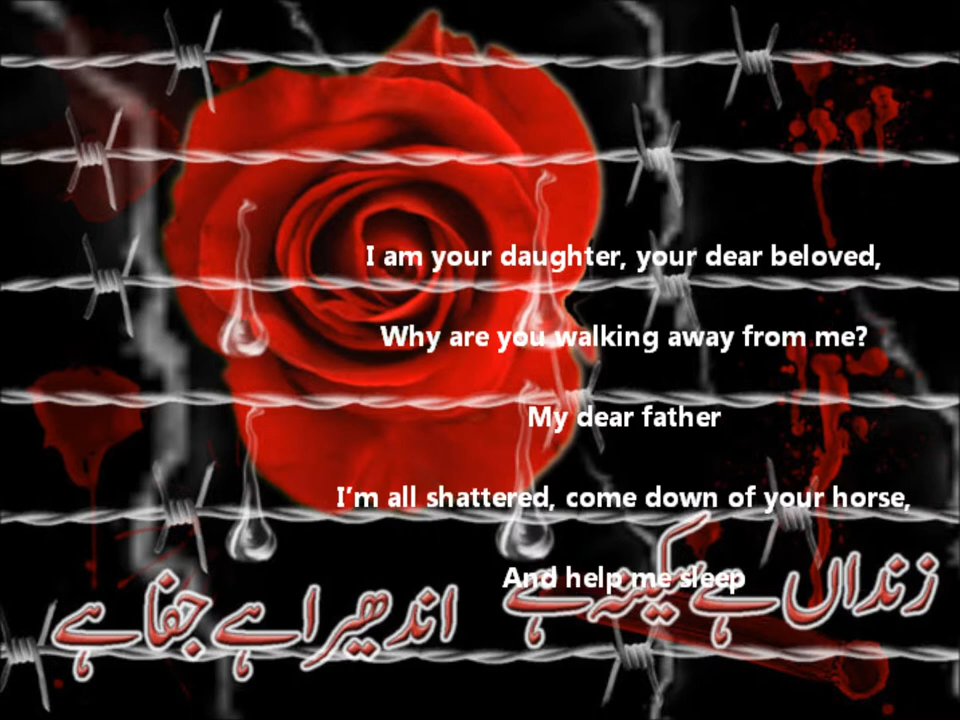 I am your daughter, your dear beloved,
Why are you walking away from me?
My dear father
I'm all shattered, come down of your horse,
And help me sleep
زنداں ہے سکینہ ہے اندھیرا ہے جفا ہے